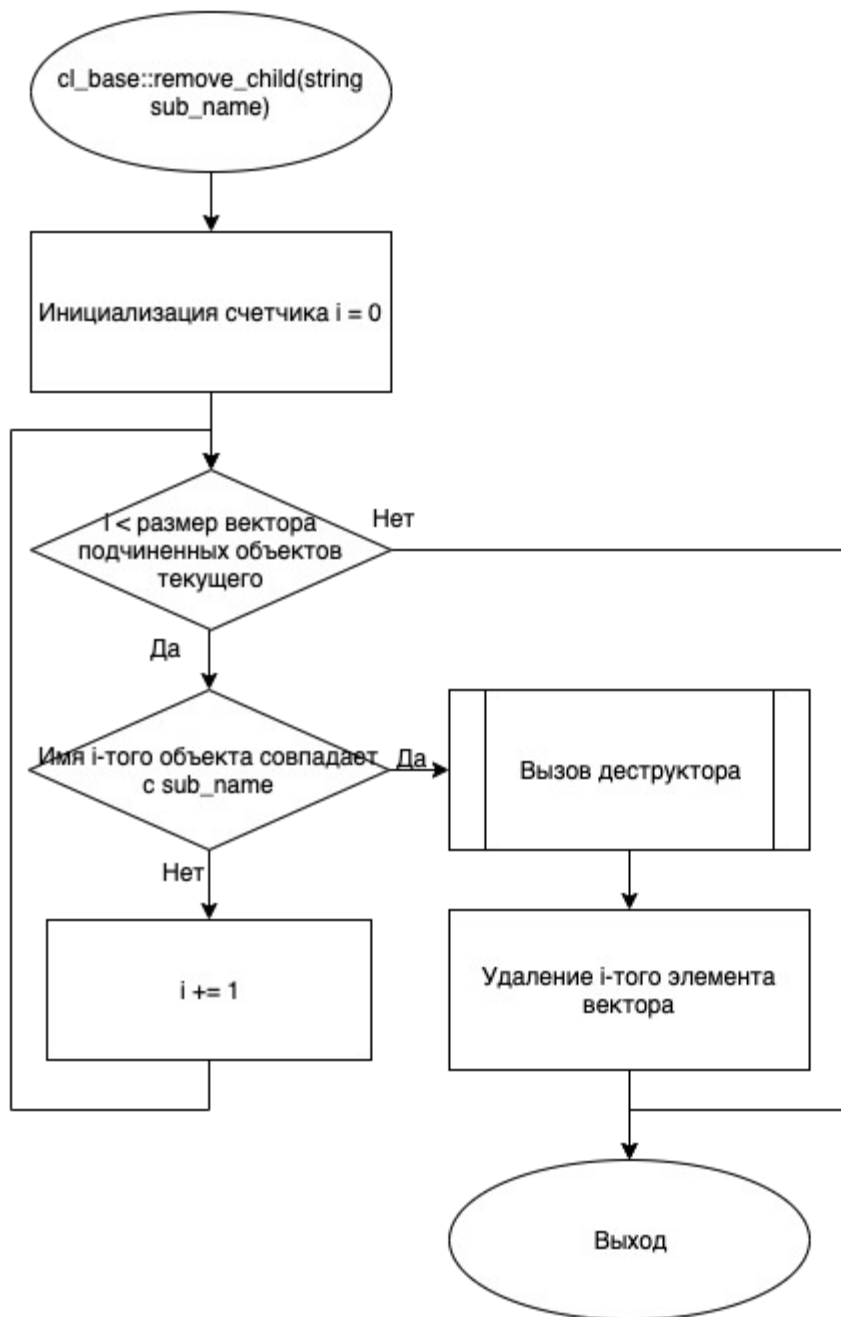 cl_base::remove_child(string
sub_name)
Инициализация счетчика i = 0
i < размер вектора
подчиненных объектов
текущего
Нет
Да
Имя i-того объекта совпадает
с sub_name
Да
Вызов деструктора
Нет
i += 1
Удаление i-того элемента
вектора
Выход